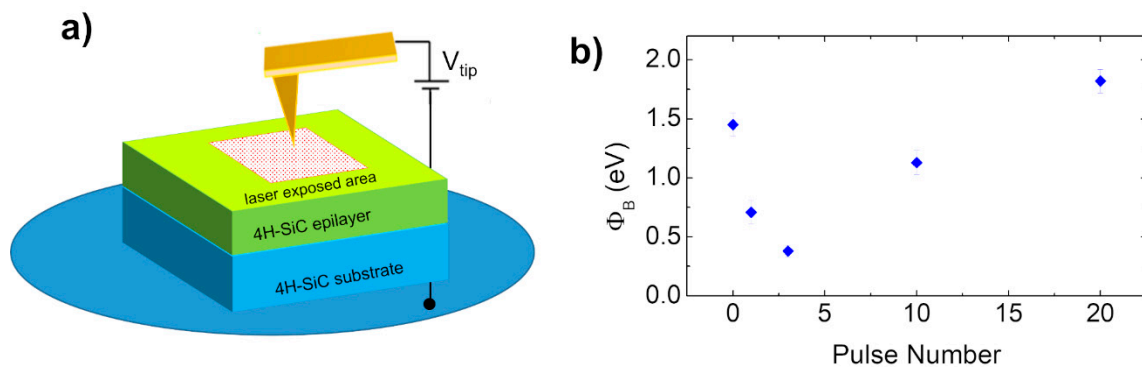 a)
V_tip
laser exposed area
4H-SiC epilayer
4H-SiC substrate
b)
Φ_B (eV)
2.0
1.5
1.0
0.5
0.0
0 5 10 15 20
Pulse Number